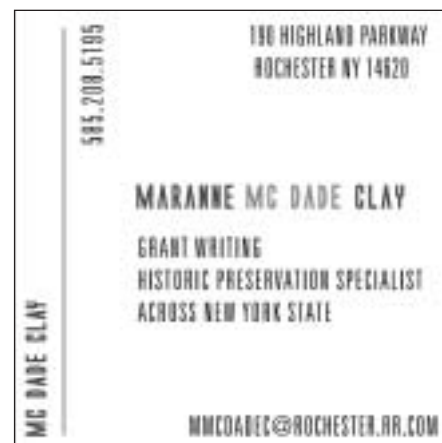 585.208.5195
190 HIGHLAND PARKWAY
ROCHESTER NY 14620
MARANNE MC DADE CLAY
GRANT WRITING
HISTORIC PRESERVATION SPECIALIST
ACROSS NEW YORK STATE
MC DADE CLAY
MMCDADEC@ROCHESTER.RR.COM